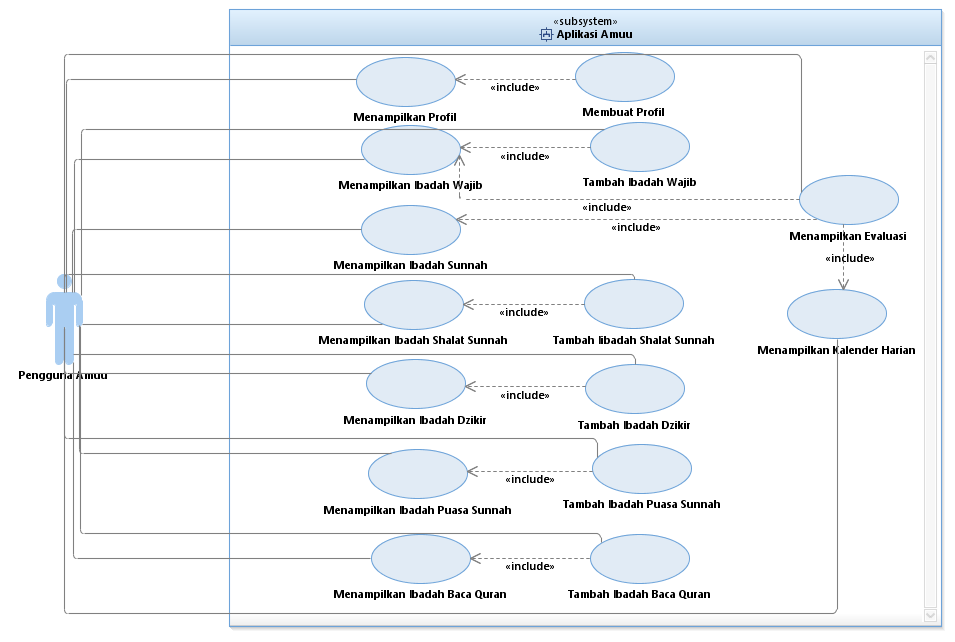 «subsystem»
Aplikasi Amuu
«include»
Menampilkan Profil
Membuat Profil
«include»
Menampilkan Ibadah Wajib
Tambah Ibadah Wajib
«include»
«include»
Menampilkan Evaluasi
«include»
Menampilkan Ibadah Sunnah
«include»
Menampilkan Ibadah Shalat Sunnah
Tambah Iibadah Shalat Sunnah
Menampilkan Kalender Harian
Pengguna Amuu
«include»
Menampilkan Ibadah Dzikir
Tambah Ibadah Dzikir
«include»
Menampilkan Ibadah Puasa Sunnah
Tambah Ibadah Puasa Sunnah
«include»
Menampilkan Ibadah Baca Quran
Tambah Ibadah Baca Quran